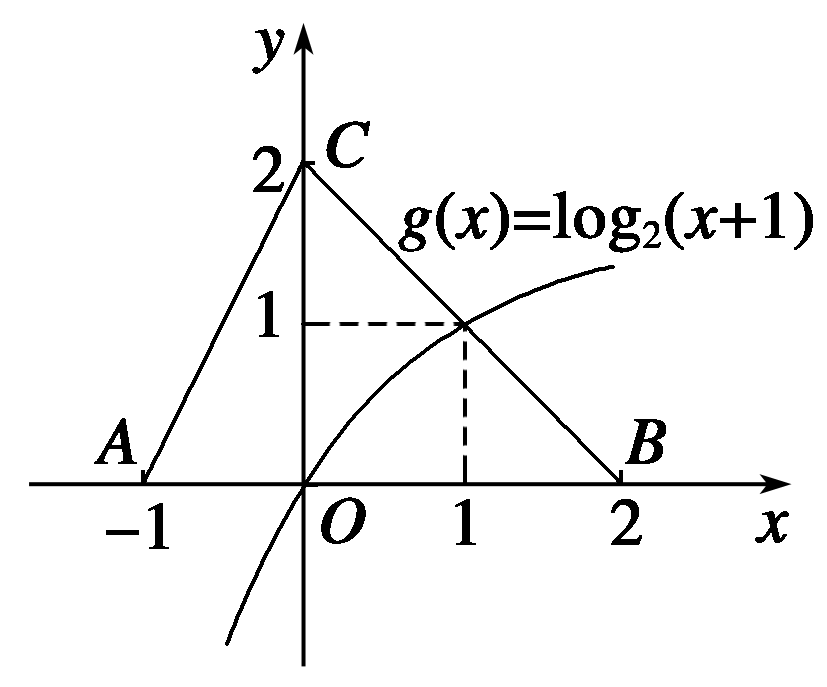 y
2 C
g(x)=log₂(x+1)
1
A B
−1 O 1 2 x